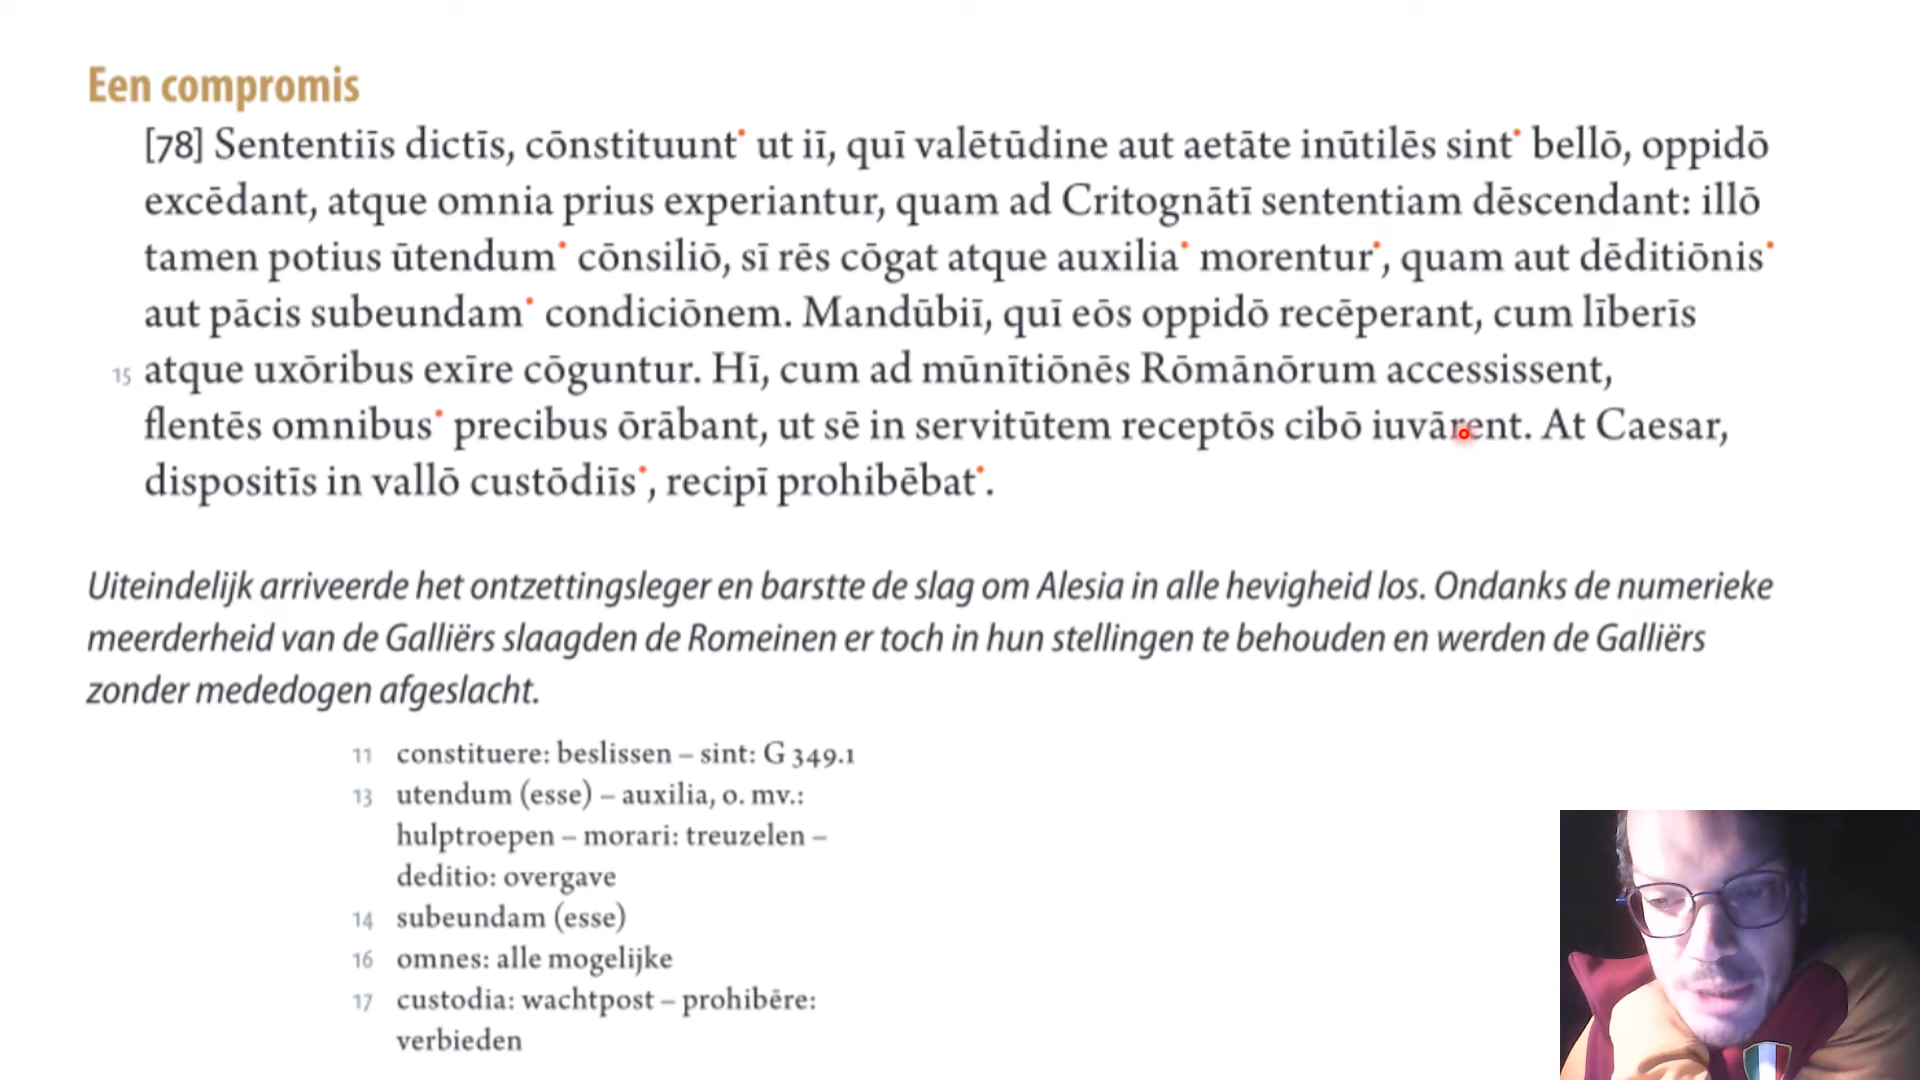 Een compromis
[78] Sententiīs dictīs, cōnstituunt• ut iī, quī valētūdine aut aetāte inūtilēs sint• bellō, oppidō
excēdant, atque omnia prius experiantur, quam ad Critognātī sententiam dēscendant: illō
tamen potius ūtendum• cōnsiliō, sī rēs cōgat atque auxilia• morentur•, quam aut dēditiōnis•
aut pācis subeundam• condiciōnem. Mandūbiī, quī eōs oppidō recēperant, cum līberīs
15 atque uxōribus exīre cōguntur. Hī, cum ad mūnītiōnēs Rōmānōrum accessissent,
flentēs omnibus• precibus ōrābant, ut sē in servitūtem receptōs cibō iuvārent. At Caesar,
dispositīs in vallō custōdiīs•, recipī prohibēbat•.
Uiteindelijk arriveerde het ontzettingsleger en barstte de slag om Alesia in alle hevigheid los. Ondanks de numerieke
meerderheid van de Galliërs slaagden de Romeinen er toch in hun stellingen te behouden en werden de Galliërs
zonder mededogen afgeslacht.
11 constituere: beslissen – sint: G 349.1
13 utendum (esse) – auxilia, o. mv.:
hulptroepen – morari: treuzelen –
deditio: overgave
14 subeundam (esse)
16 omnes: alle mogelijke
17 custodia: wachtpost – prohibēre:
verbieden